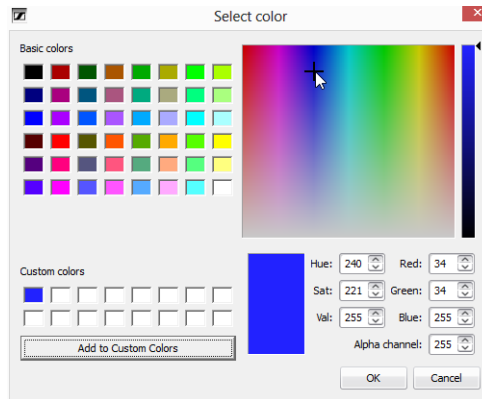 Select color
Basic colors
Custom colors
Add to Custom Colors
Hue: 240 Red: 34
Sat: 221 Green: 34
Val: 255 Blue: 255
Alpha channel: 255
OK Cancel